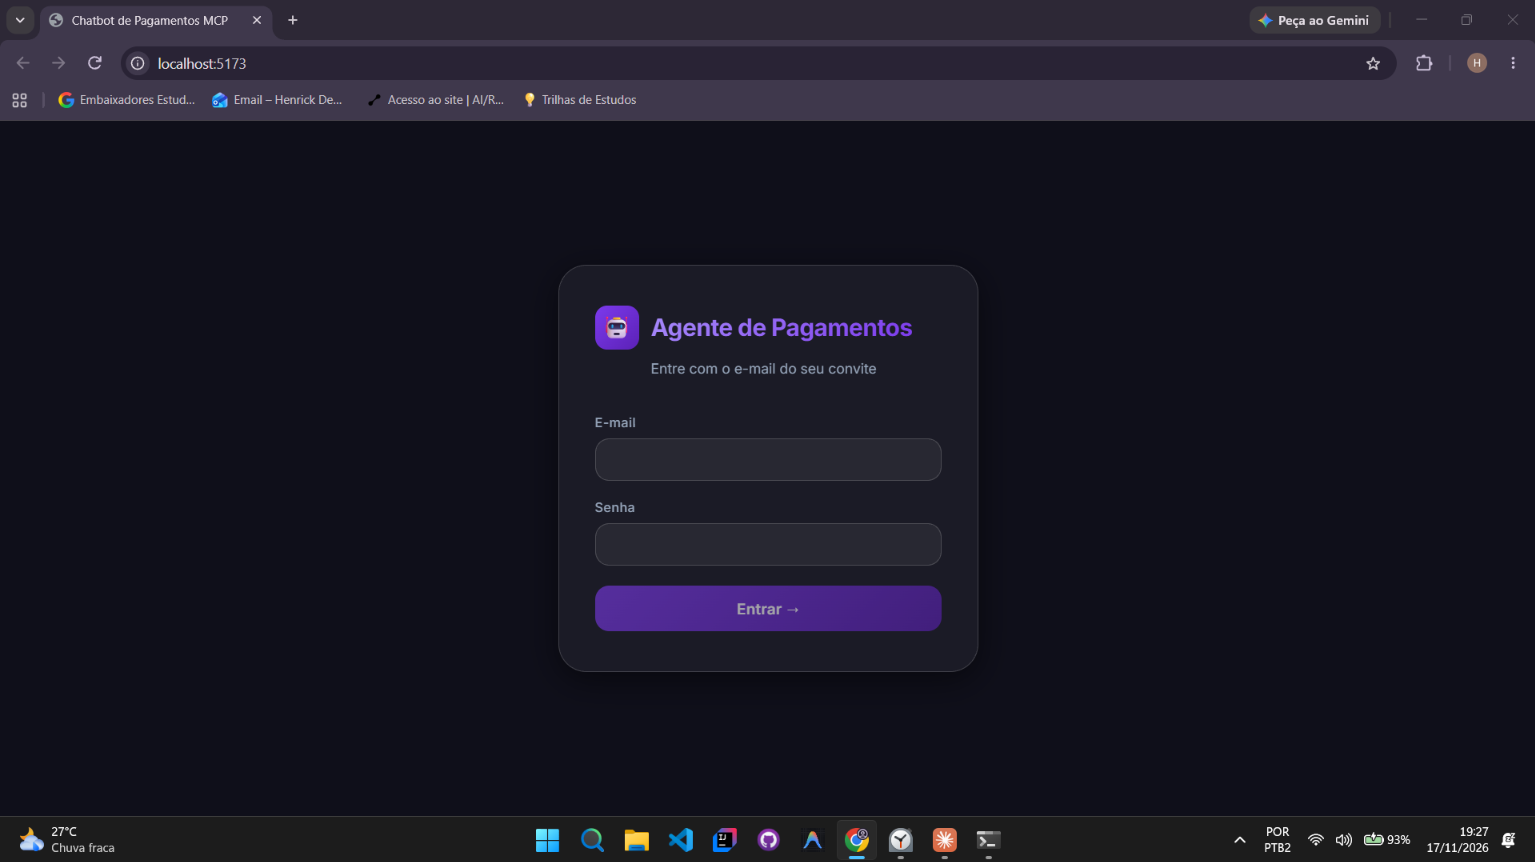 Chatbot de Pagamentos MCP
Peça ao Gemini
localhost:5173
H
Embaixadores Estud...
Email – Henrick De...
Acesso ao site | AI/R...
Trilhas de Estudos
Agente de Pagamentos
Entre com o e-mail do seu convite
E-mail
Senha
Entrar →
27°C
Chuva fraca
POR
PTB2
93%
19:27
17/11/2026